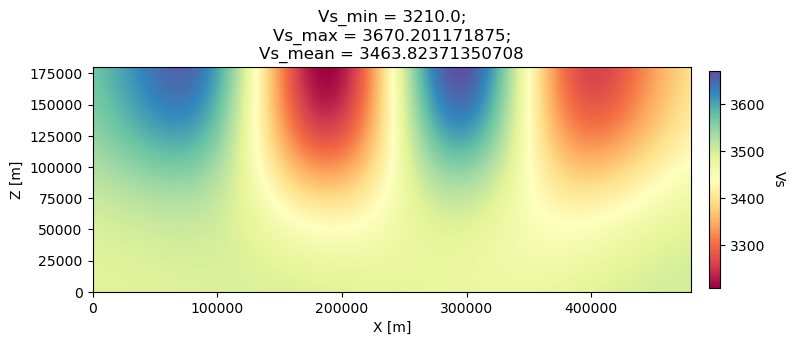 Vs_min = 3210.0;
Vs_max = 3670.201171875;
Vs_mean = 3463.82371350708
175000
150000
125000
100000
75000
50000
25000
0
Z [m]
0 100000 200000 300000 400000
X [m]
3600
3500
3400
3300
Vs